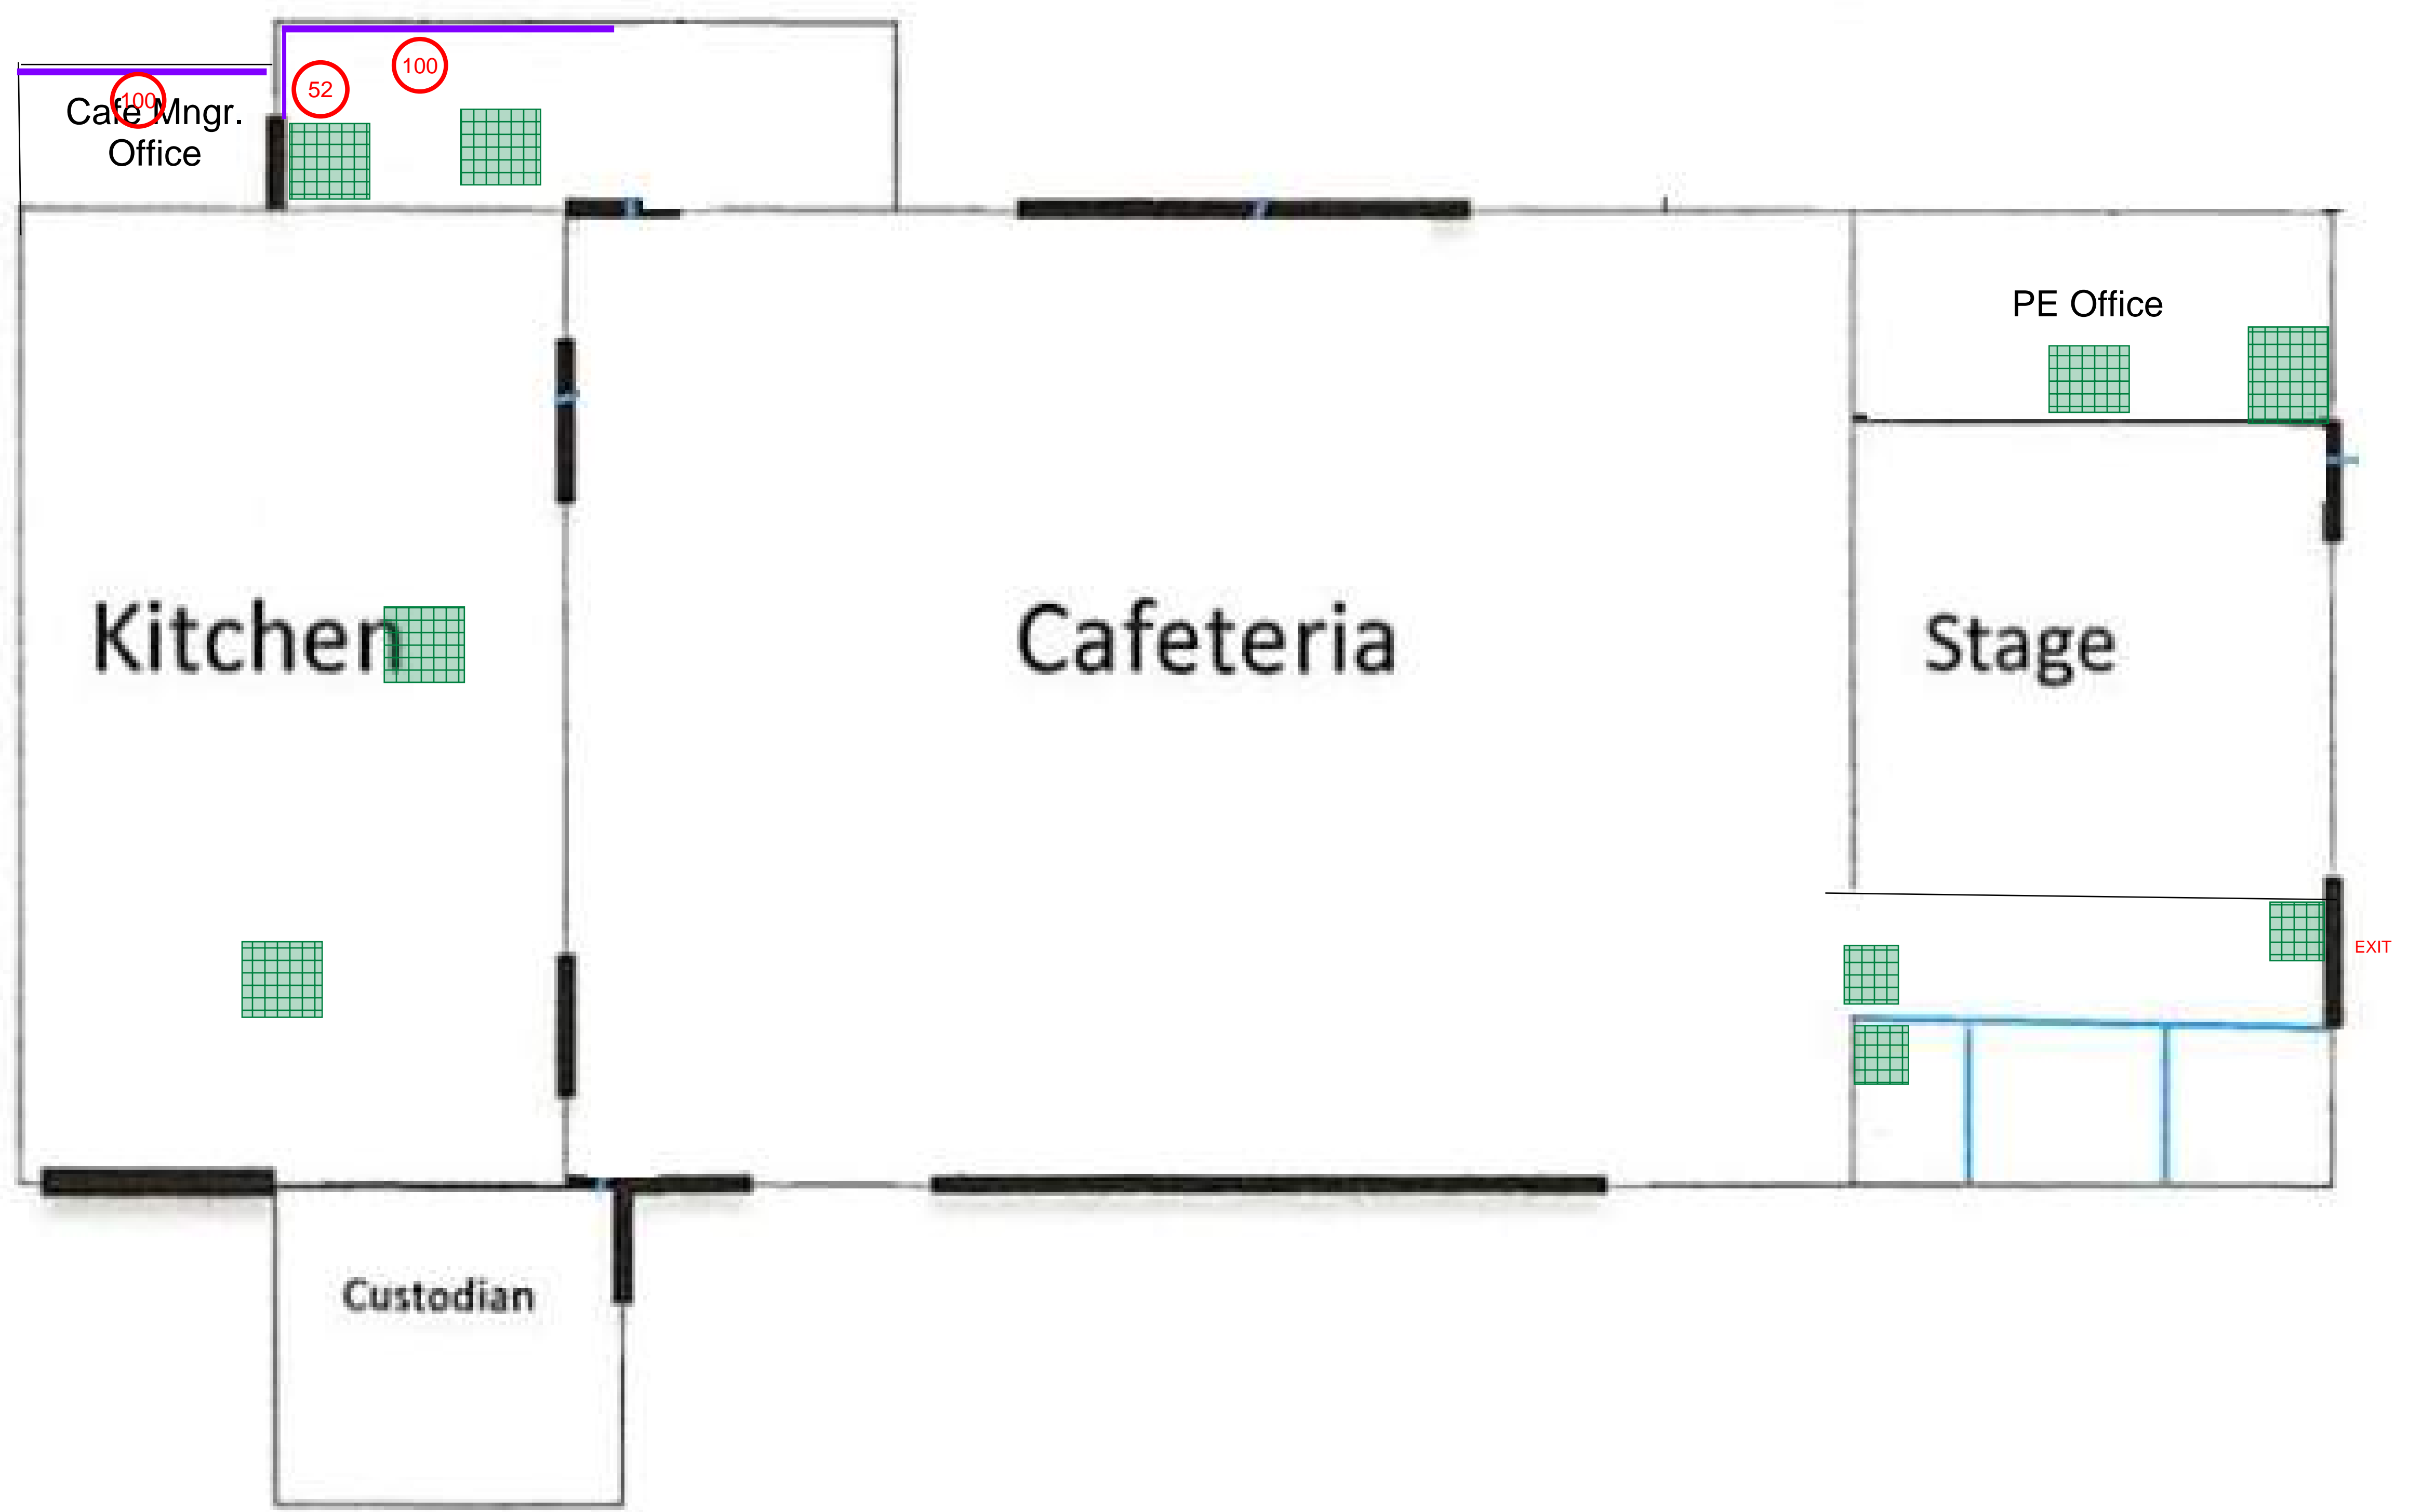 100
52
100
Cafe Mngr.
Office
PE Office
Kitchen
Cafeteria
Stage
EXIT
Custodian